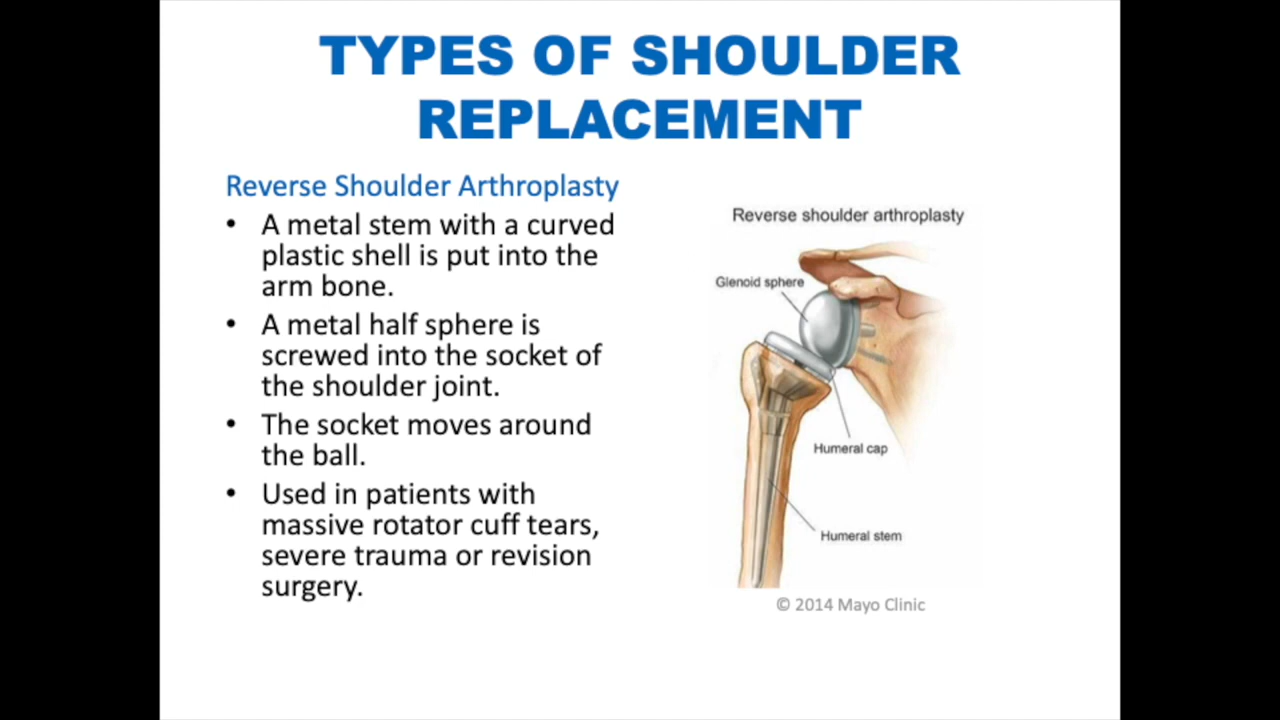 TYPES OF SHOULDER
REPLACEMENT
Reverse Shoulder Arthroplasty
• A metal stem with a curved
plastic shell is put into the
arm bone.
• A metal half sphere is
screwed into the socket of
the shoulder joint.
• The socket moves around
the ball.
• Used in patients with
massive rotator cuff tears,
severe trauma or revision
surgery.
Reverse shoulder arthroplasty
Glenoid sphere
Humeral cap
Humeral stem
© 2014 Mayo Clinic